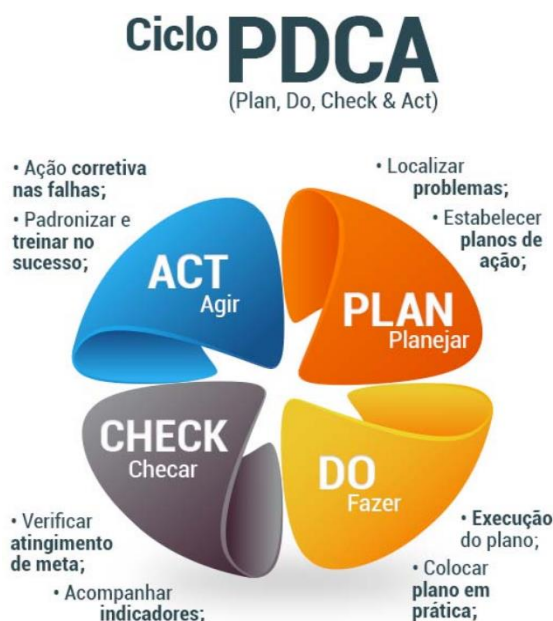 Ciclo PDCA
(Plan, Do, Check & Act)
• Ação corretiva
nas falhas;
• Padronizar e
treinar no
sucesso;
• Localizar
problemas;
• Estabelecer
planos de
ação;
ACT
Agir
PLAN
Planejar
CHECK
Checar
DO
Fazer
• Verificar
atingimento
de meta;
• Acompanhar
indicadores;
• Execução
do plano;
• Colocar
plano em
prática;